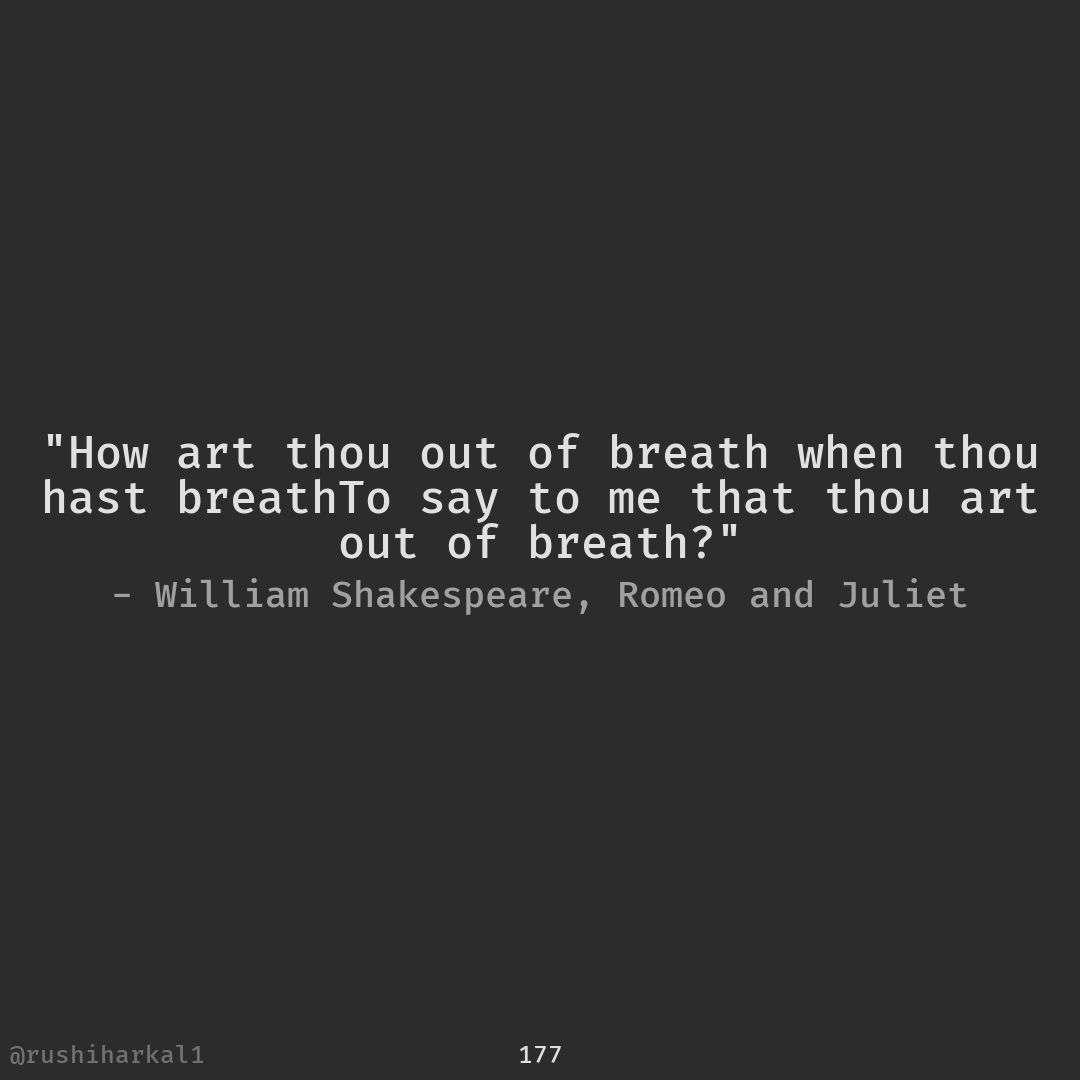 "How art thou out of breath when thou
hast breathTo say to me that thou art
out of breath?"
- William Shakespeare, Romeo and Juliet
@rushiharkal1
177